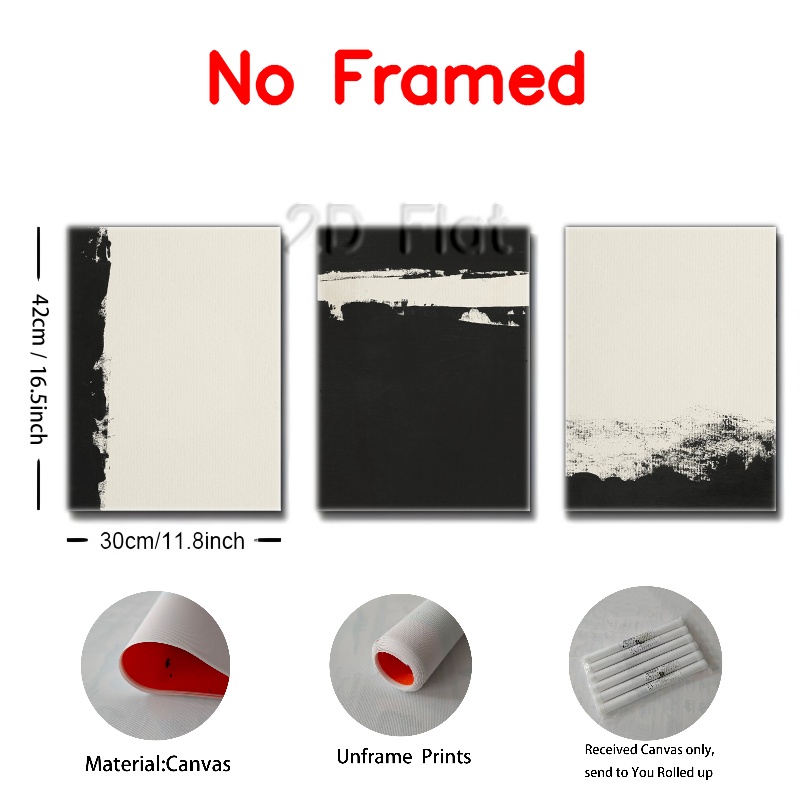 No Framed
2D Flat
42cm / 16.5inch
30cm/11.8inch
Material:Canvas
Unframe Prints
Received Canvas only,
send to You Rolled up